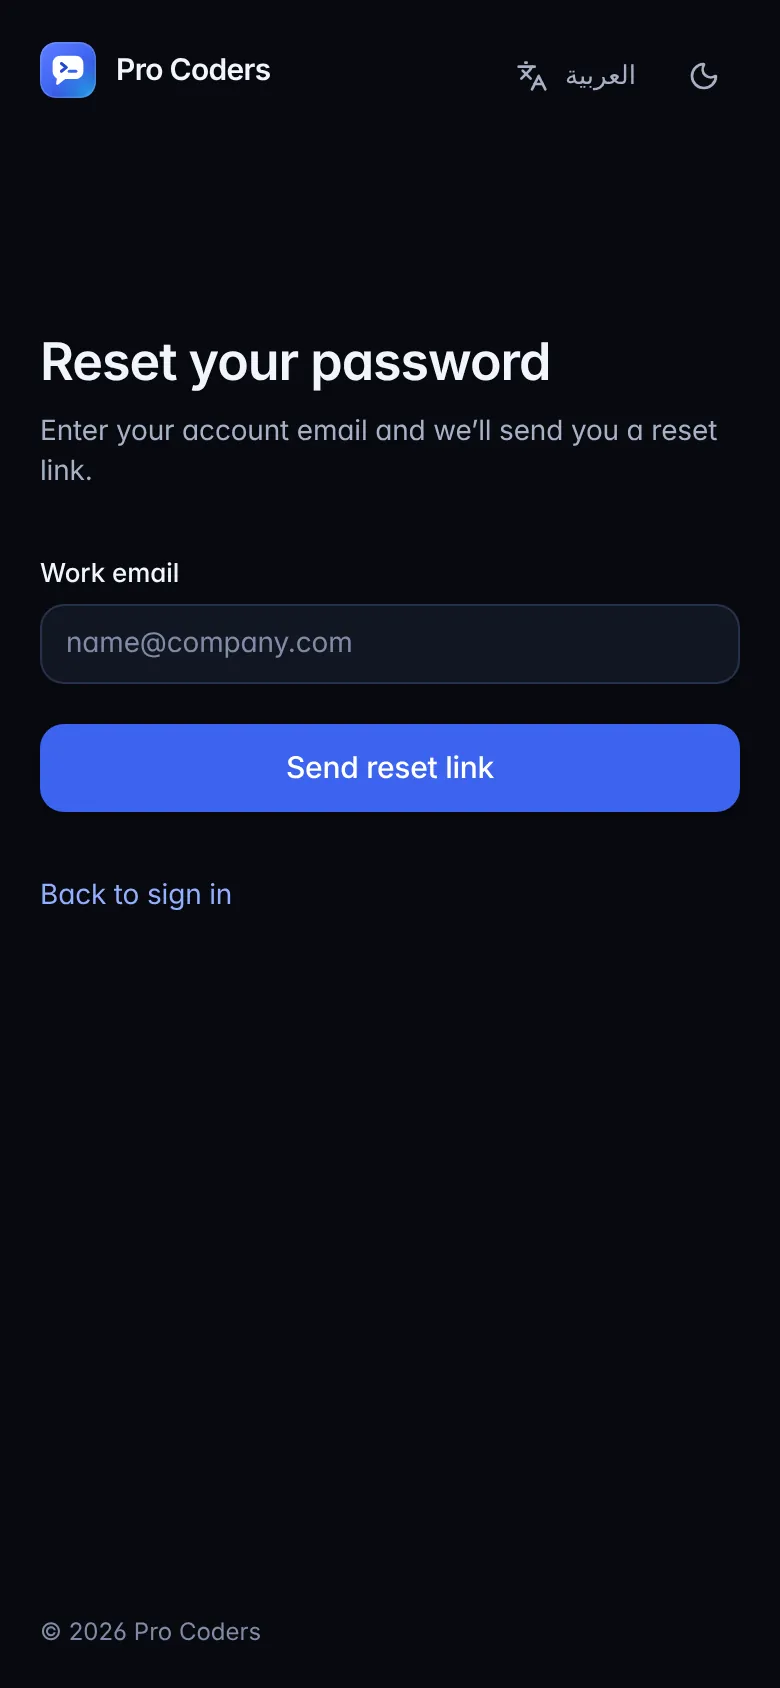 Pro Coders
العربية
Reset your password
Enter your account email and we’ll send you a reset
link.
Work email
name@company.com
Send reset link
Back to sign in
© 2026 Pro Coders